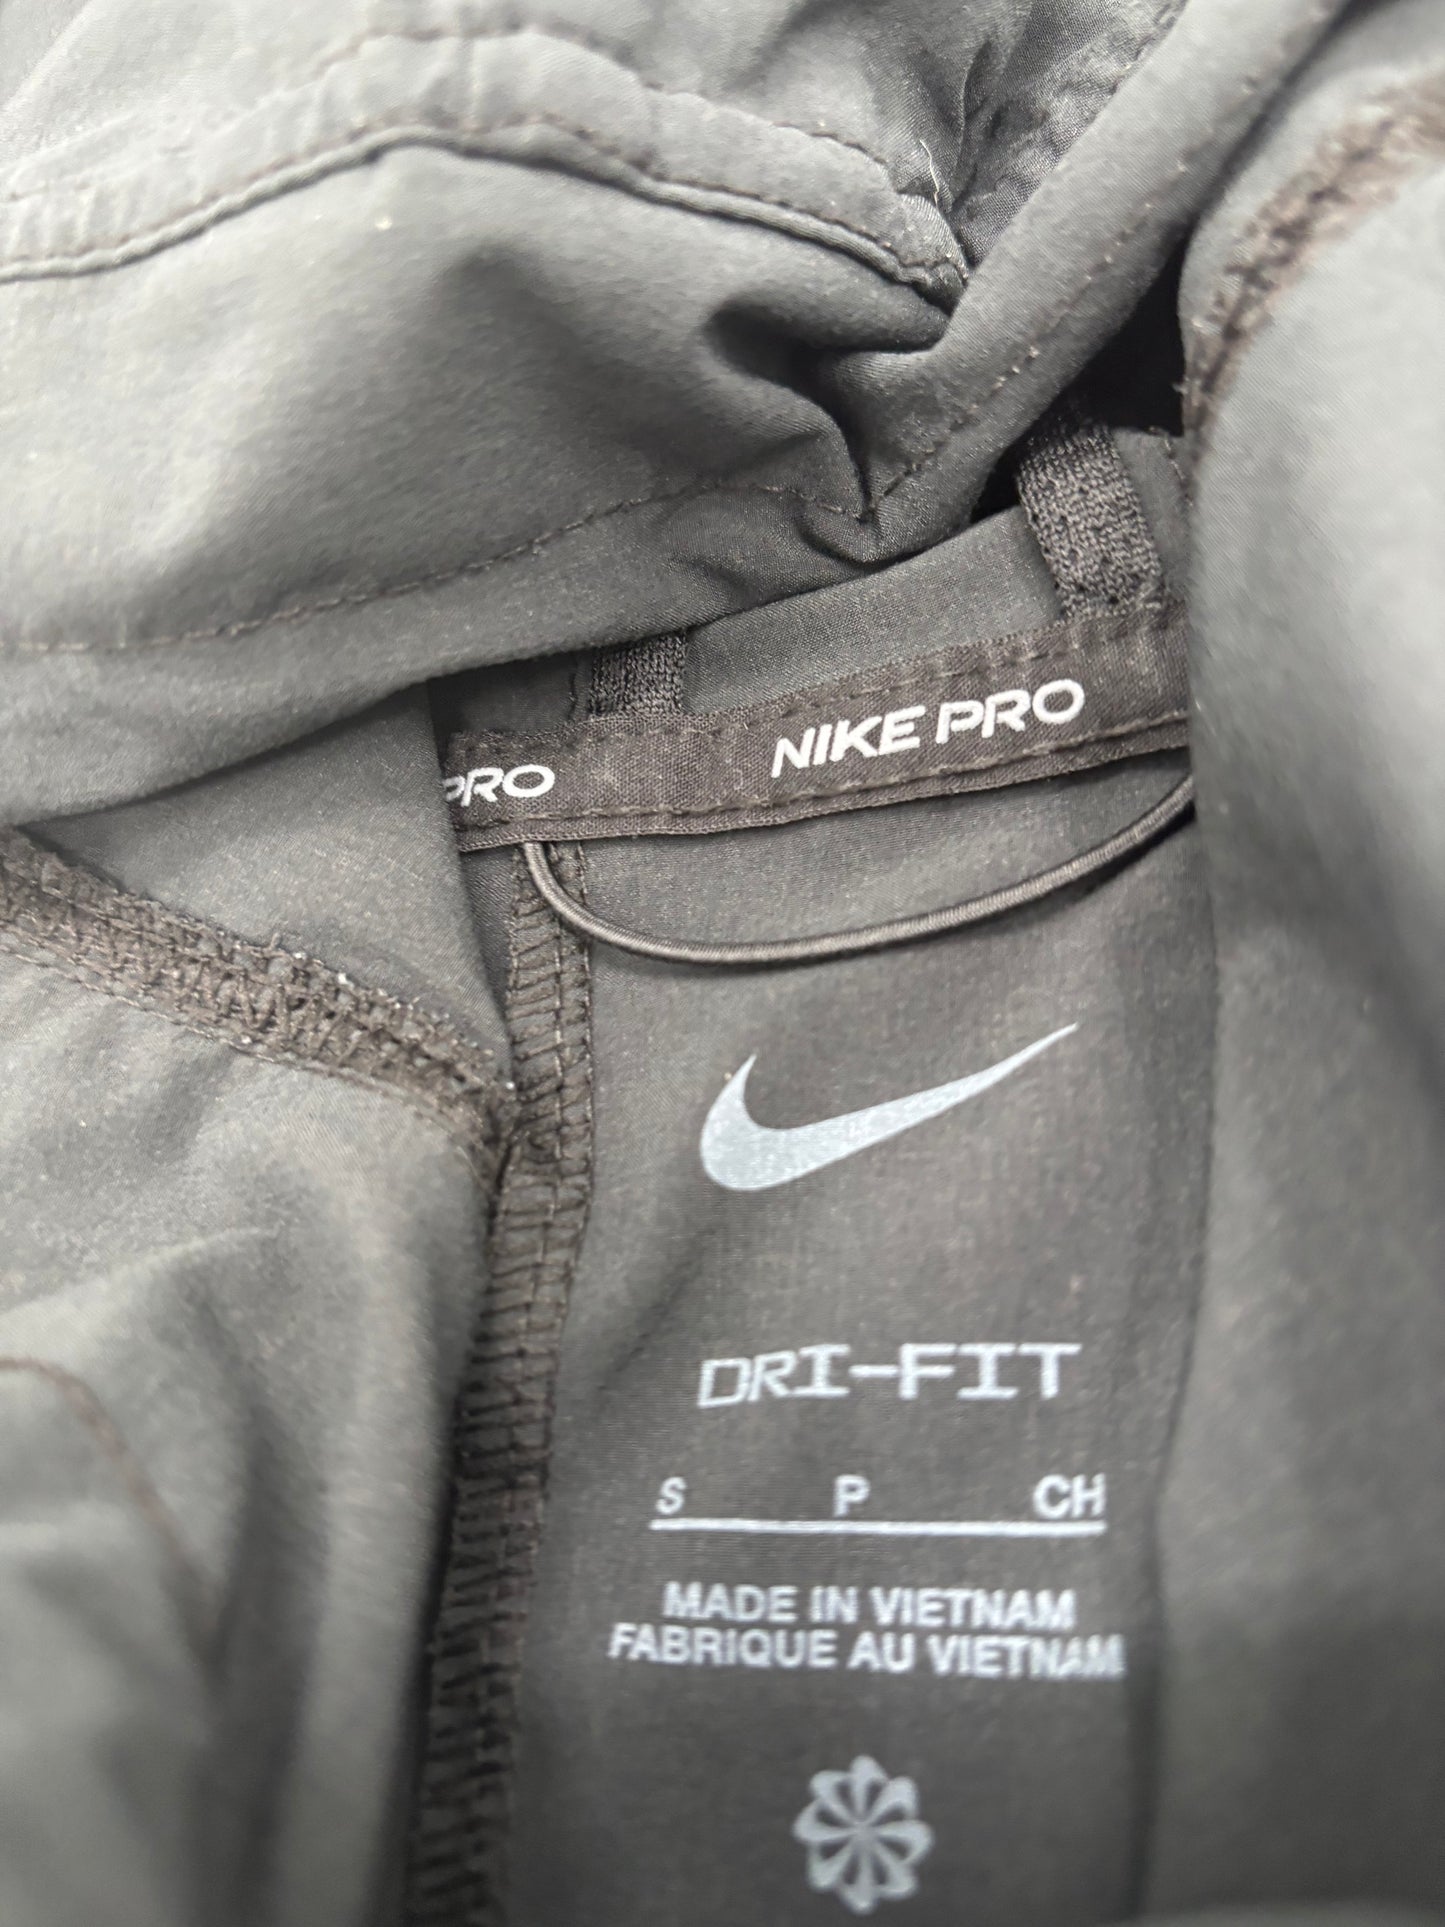 NIKE PRO
PRO
DRI-FIT
S P CH
MADE IN VIETNAM
FABRIQUE AU VIETNAM